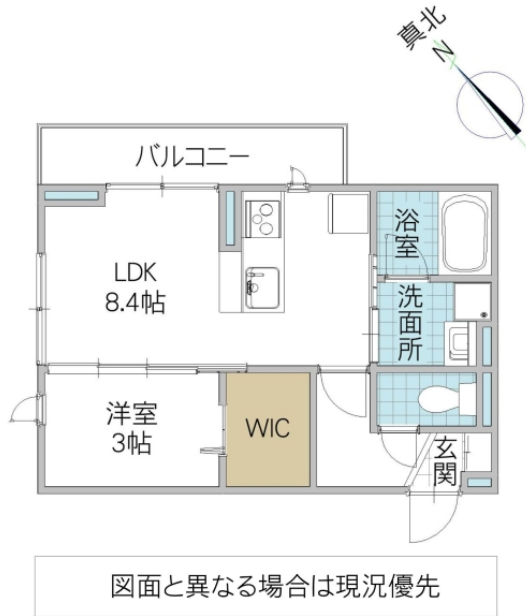 真北
N
バルコニー
LDK
8.4帖
浴室
洗面所
洋室
3帖
WIC
玄関
図面と異なる場合は現況優先